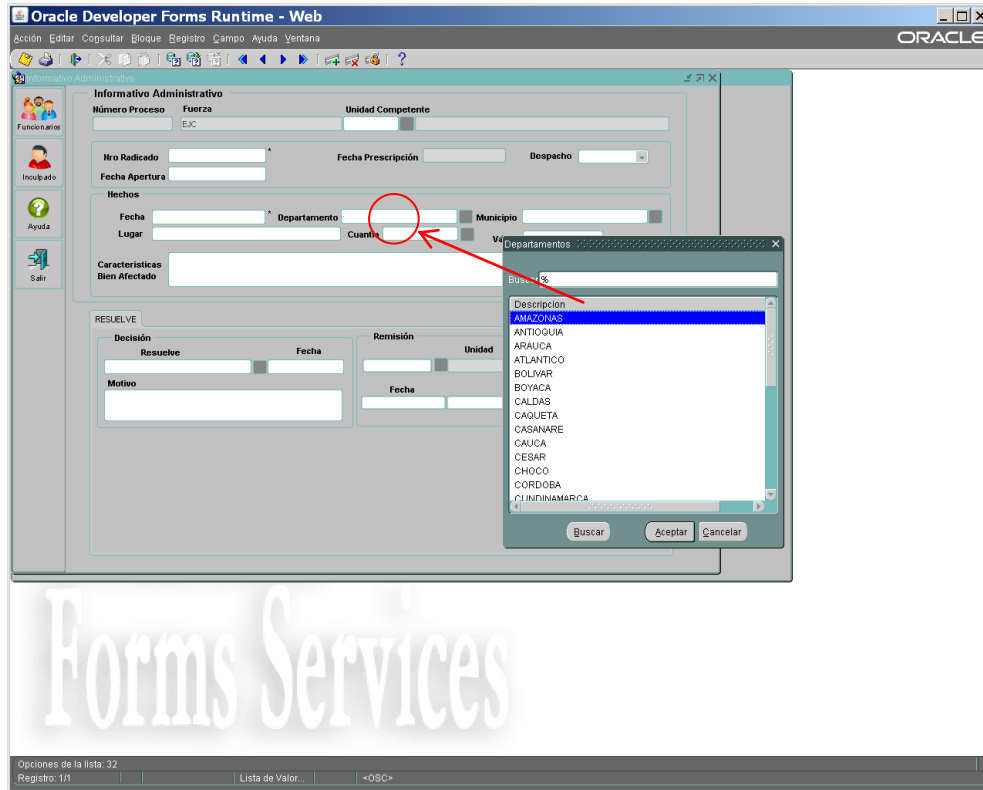 Oracle Developer Forms Runtime - Web
Acción Editar Consultar Bloque Registro Campo Ayuda Ventana
ORACLE
Informativo Administrativo
Funcionarios
Inculpado
Ayuda
Salir
Informativo Administrativo
Número Proceso Fuerza Unidad Competente
EJC
Nro Radicado * Fecha Prescripción Despacho
Fecha Apertura
Hechos
Fecha * Departamento Municipio
Lugar Cuantía
Caracteristicas
Bien Afectado
RESUELVE
Decisión
Resuelve Fecha
Motivo
Remisión
Unidad
Fecha
Departamentos
Buscar %
Descripcion
AMAZONAS
ANTIOQUIA
ARAUCA
ATLANTICO
BOLIVAR
BOYACA
CALDAS
CAQUETA
CASANARE
CAUCA
CESAR
CHOCO
CORDOBA
CUNDINAMARCA
Buscar Aceptar Cancelar
Forms Services
Opciones de la lista: 32
Registro: 1/1 Lista de Valor... <OSC>